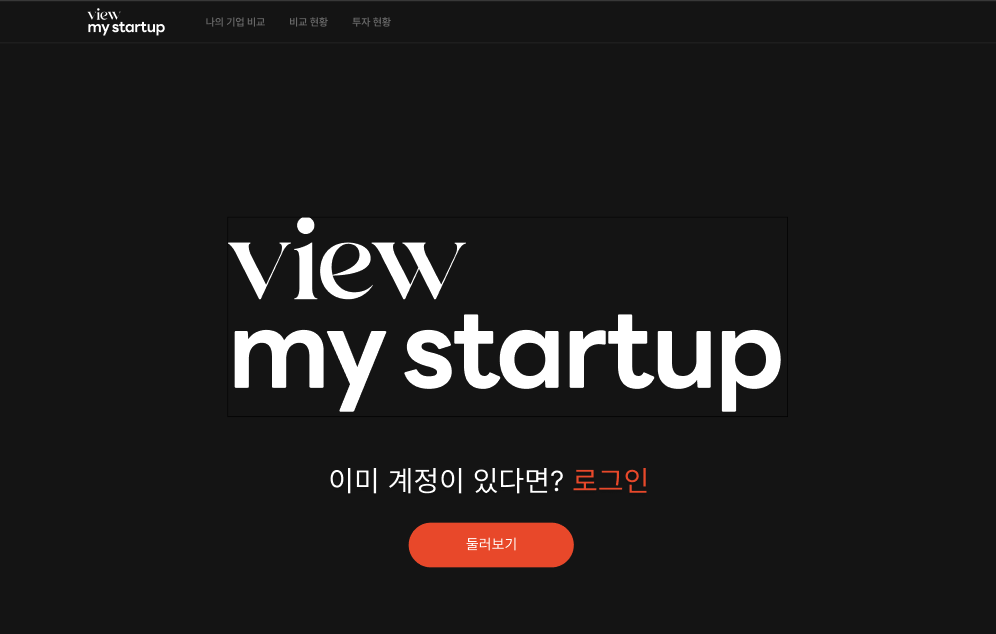 view
my startup
나의 기업 비교
비교 현황
투자 현황
view
my startup
이미 계정이 있다면? 로그인
둘러보기